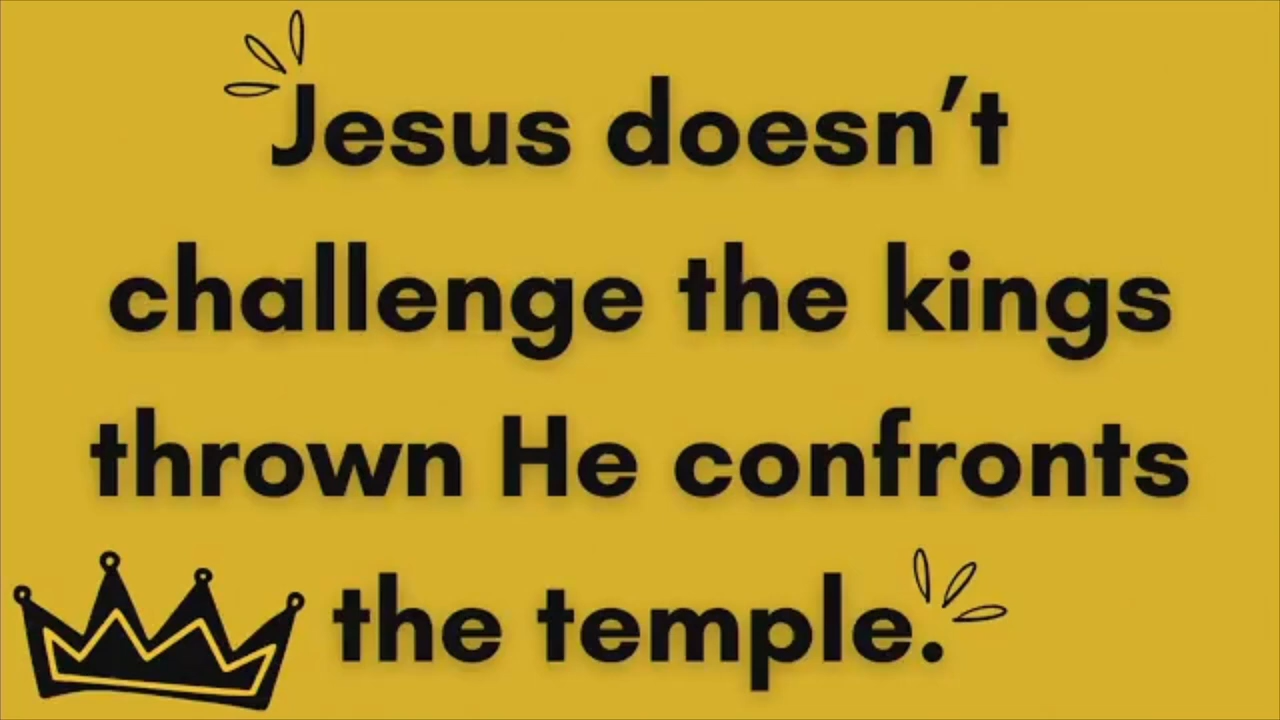 Jesus doesn’t
challenge the kings
thrown He confronts
the temple.